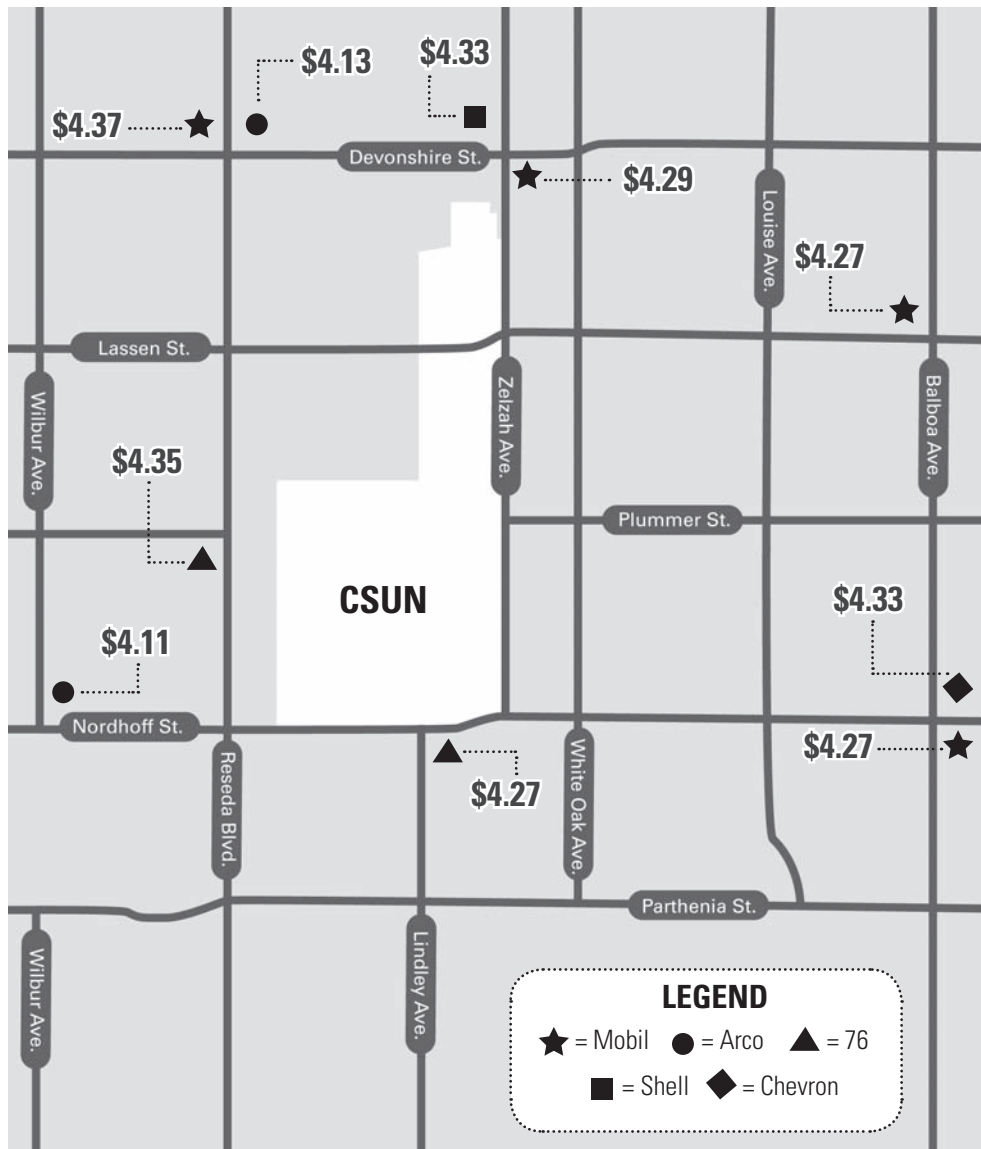 $4.13
$4.33
$4.37
Devonshire St.
$4.29
Louise Ave.
$4.27
Lassen St.
Wilbur Ave.
Zelzah Ave.
Balboa Ave.
$4.35
Plummer St.
CSUN
$4.33
$4.11
Nordhoff St.
$4.27
$4.27
Reseda Blvd.
White Oak Ave.
Parthenia St.
Wilbur Ave.
Lindley Ave.
LEGEND
= Mobil = Arco = 76
= Shell = Chevron